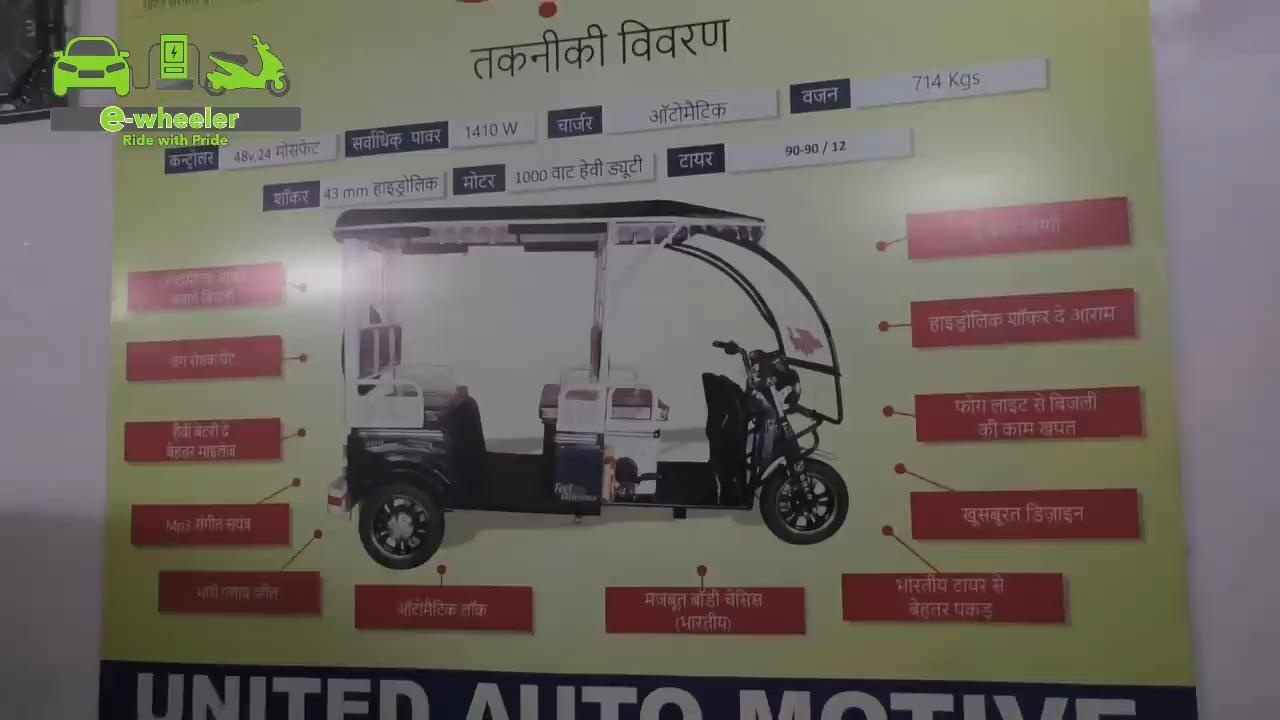 e-wheeler
Ride with Pride
तकनीकी विवरण
कन्ट्रोलर 48v,24 मोसफेट सर्वाधिक् पावर 1410 W चार्जर ऑटोमैटिक वजन 714 Kgs
शॉकर 43 mm हाइड्रोलिक मोटर 1000 वाट हेवी ड्यूटी टायर 90-90 / 12
हाइड्रोलिक शॉकर दे आराम
जंग रोधक पेंट
फोग लाइट से बिजली
की काम खपत
हैवी बेटरी दे
बेहतर माइलेज
खूसबूरत डिज़ाइन
Mp3 संगीत सयंत्र
भारतीय टायर से
बेहतर पकड़
ऑटोमैटिक लॉक
मजबूत बॉडी चेसिस
(भारतीय)
UNITED AUTO MOTIVE